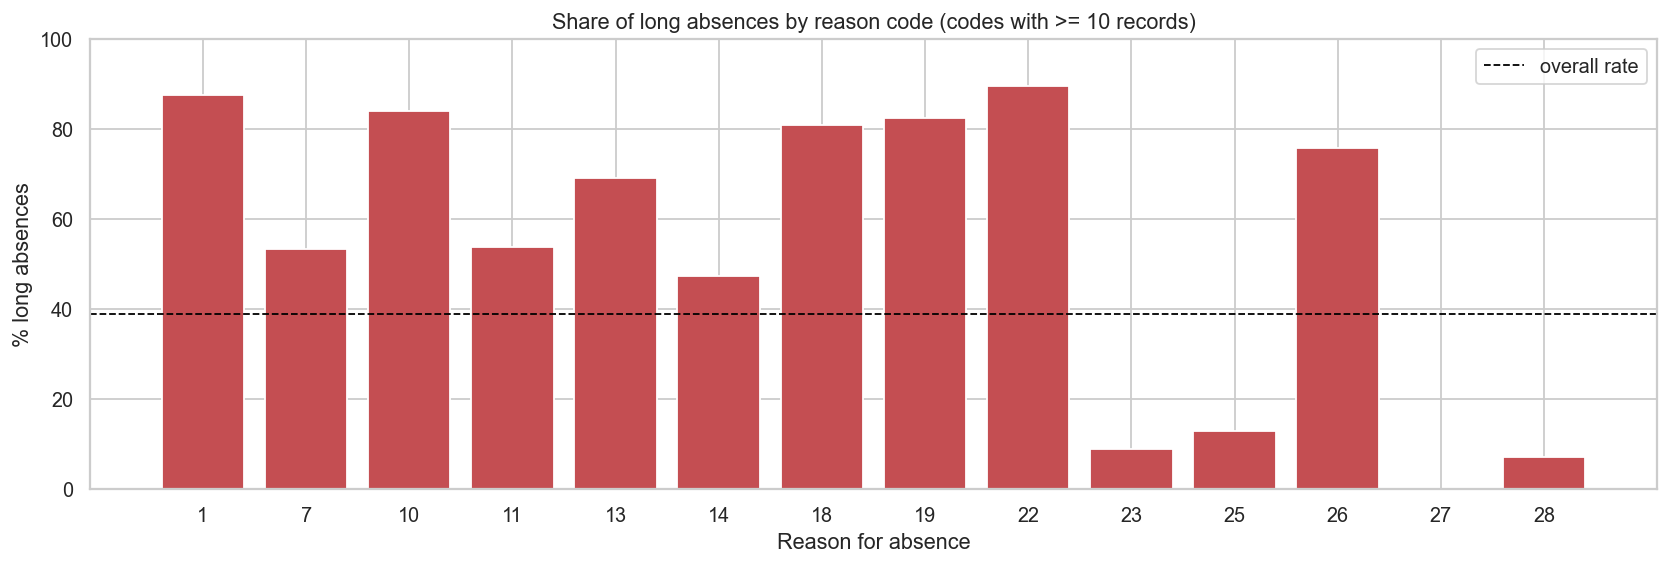 Share of long absences by reason code (codes with >= 10 records)
100
80
60
40
20
0
% long absences
overall rate
1 7 10 11 13 14 18 19 22 23 25 26 27 28
Reason for absence